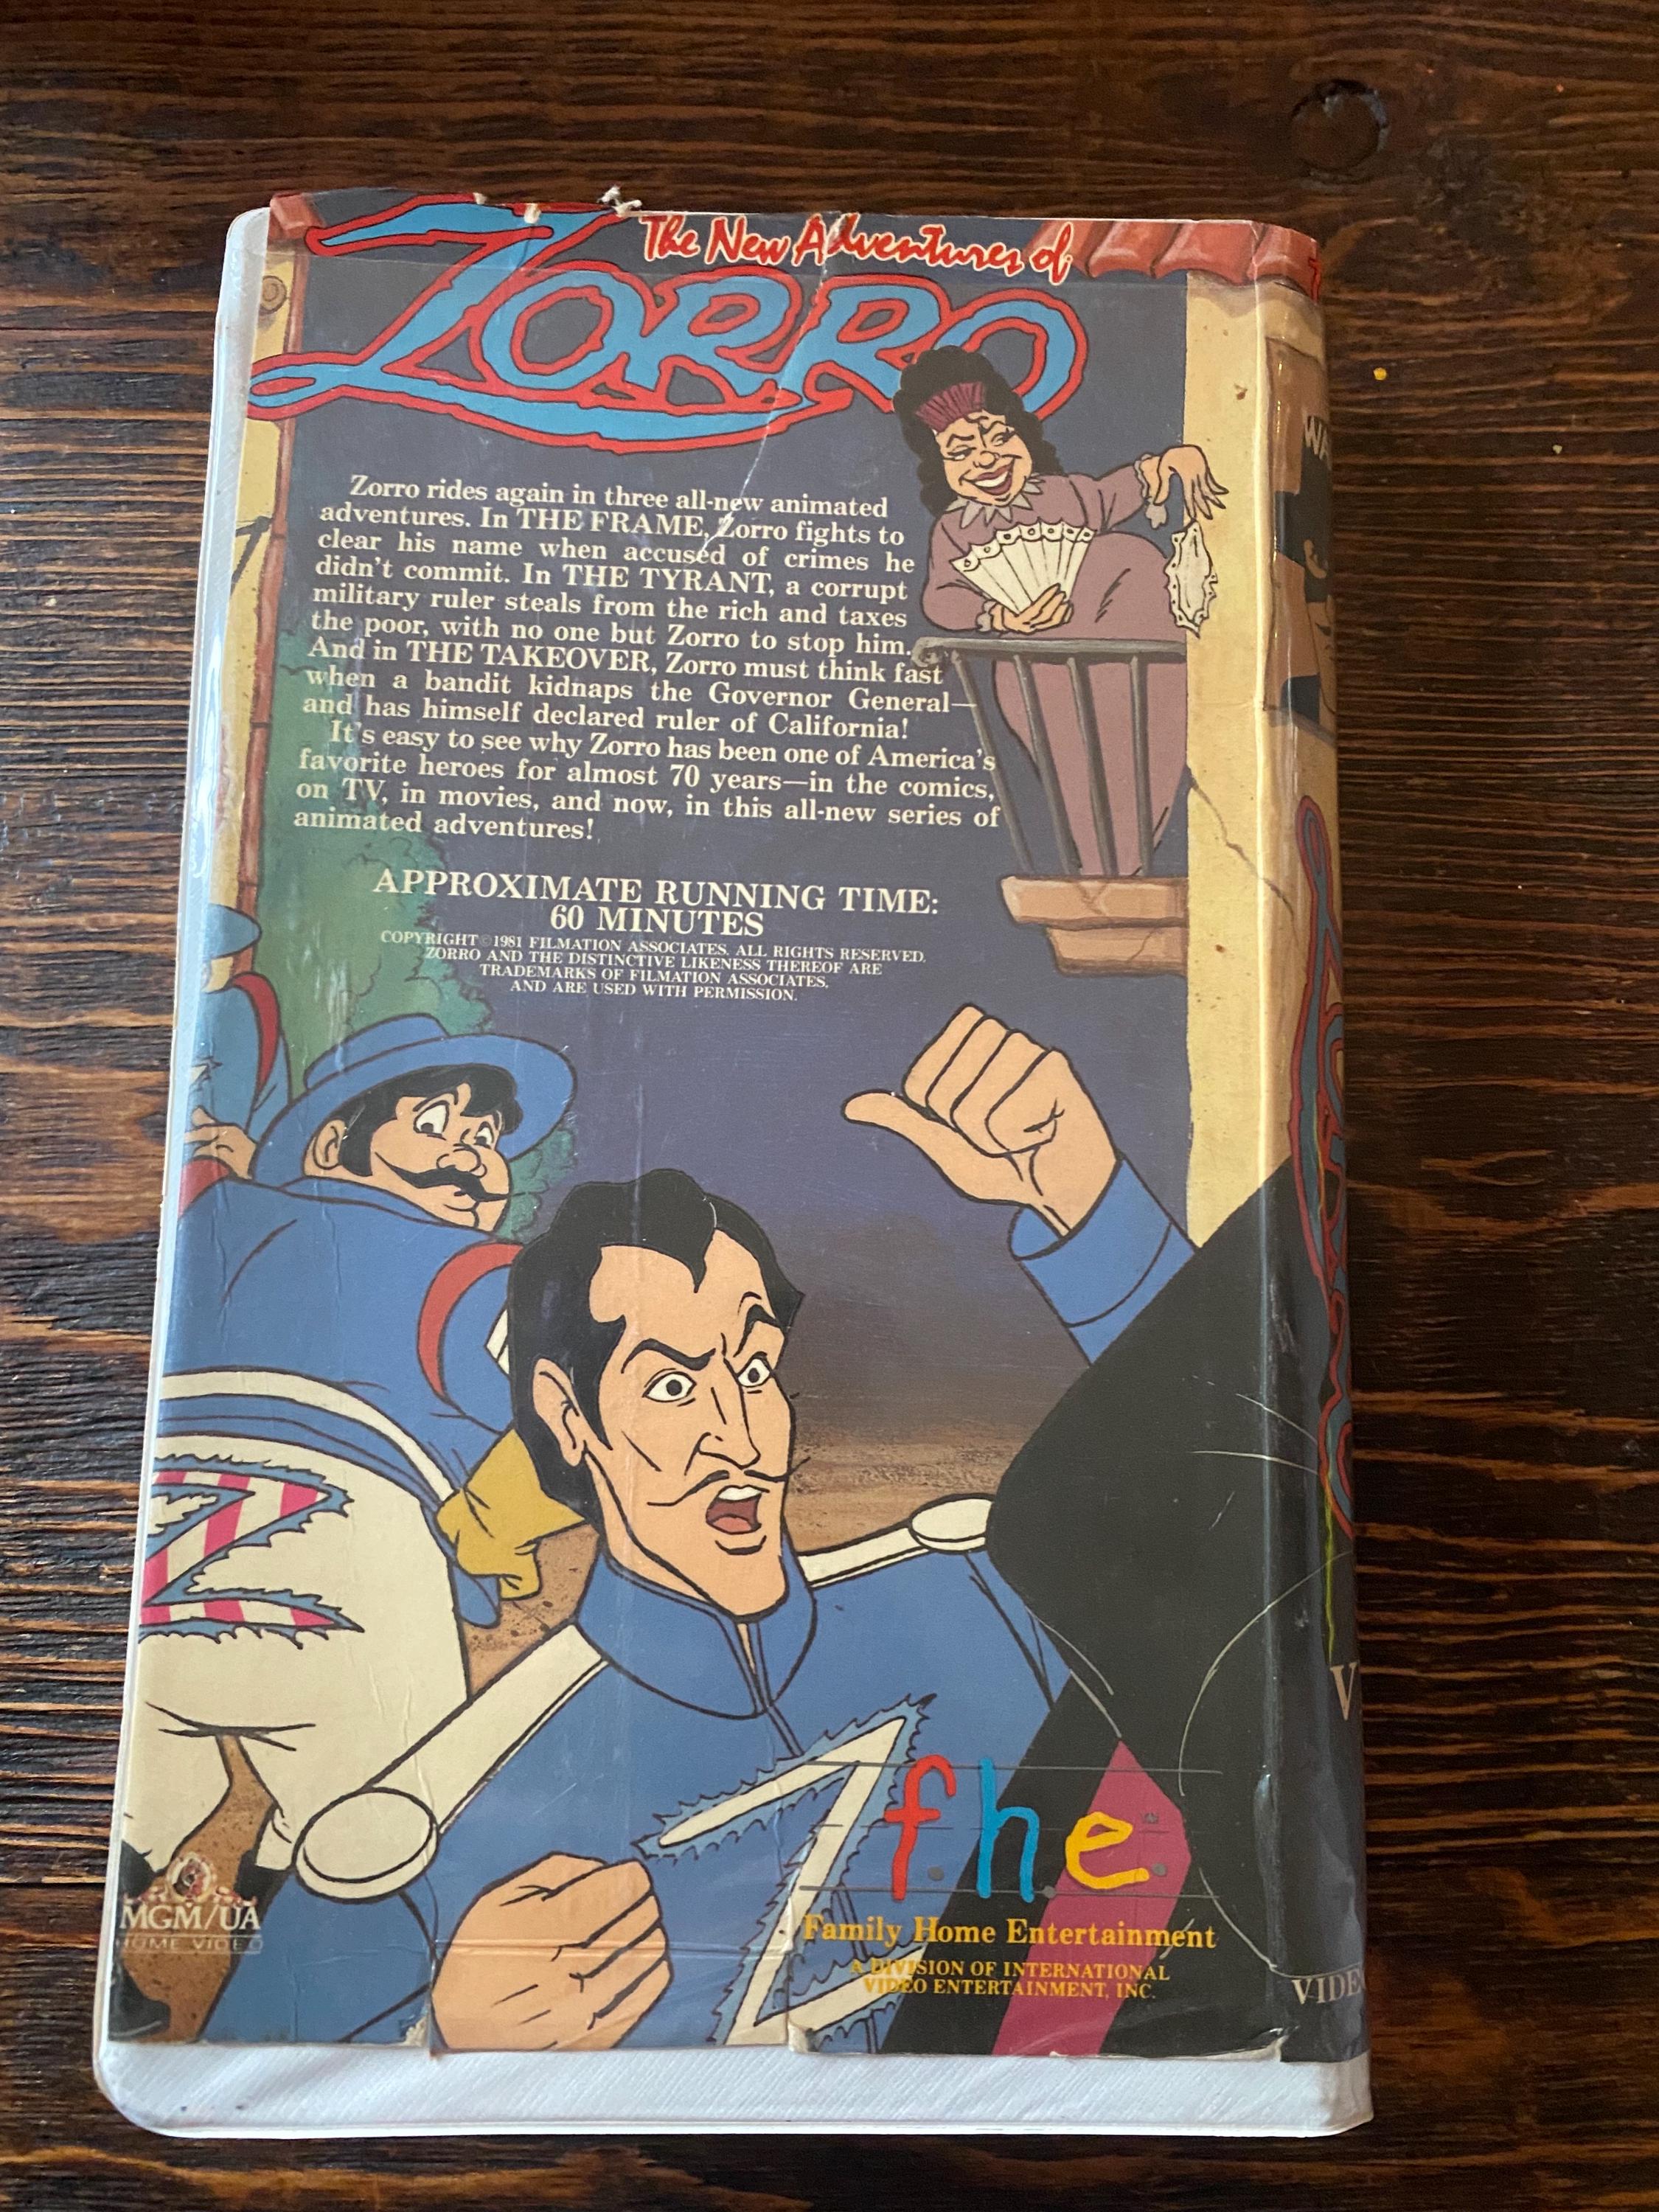 The New Adventures of
ZORRO
Zorro rides again in three all-new animated
adventures. In THE FRAME, Zorro fights to
clear his name when accused of crimes he
didn't commit. In THE TYRANT, a corrupt
military ruler steals from the rich and taxes
the poor, with no one but Zorro to stop him.
And in THE TAKEOVER, Zorro must think fast
when a bandit kidnaps the Governor General—
and has himself declared ruler of California!
It's easy to see why Zorro has been one of America's
favorite heroes for almost 70 years—in the comics,
on TV, in movies, and now, in this all-new series of
animated adventures!
APPROXIMATE RUNNING TIME:
60 MINUTES
COPYRIGHT © 1981 FILMATION ASSOCIATES. ALL RIGHTS RESERVED.
ZORRO AND THE DISTINCTIVE LIKENESS THEREOF ARE
TRADEMARKS OF FILMATION ASSOCIATES.
AND ARE USED WITH PERMISSION.
WA
Z
Z
V
f.h.e.
MGM/UA
HOME VIDEO
Family Home Entertainment
A DIVISION OF INTERNATIONAL
VIDEO ENTERTAINMENT, INC.
VIDE